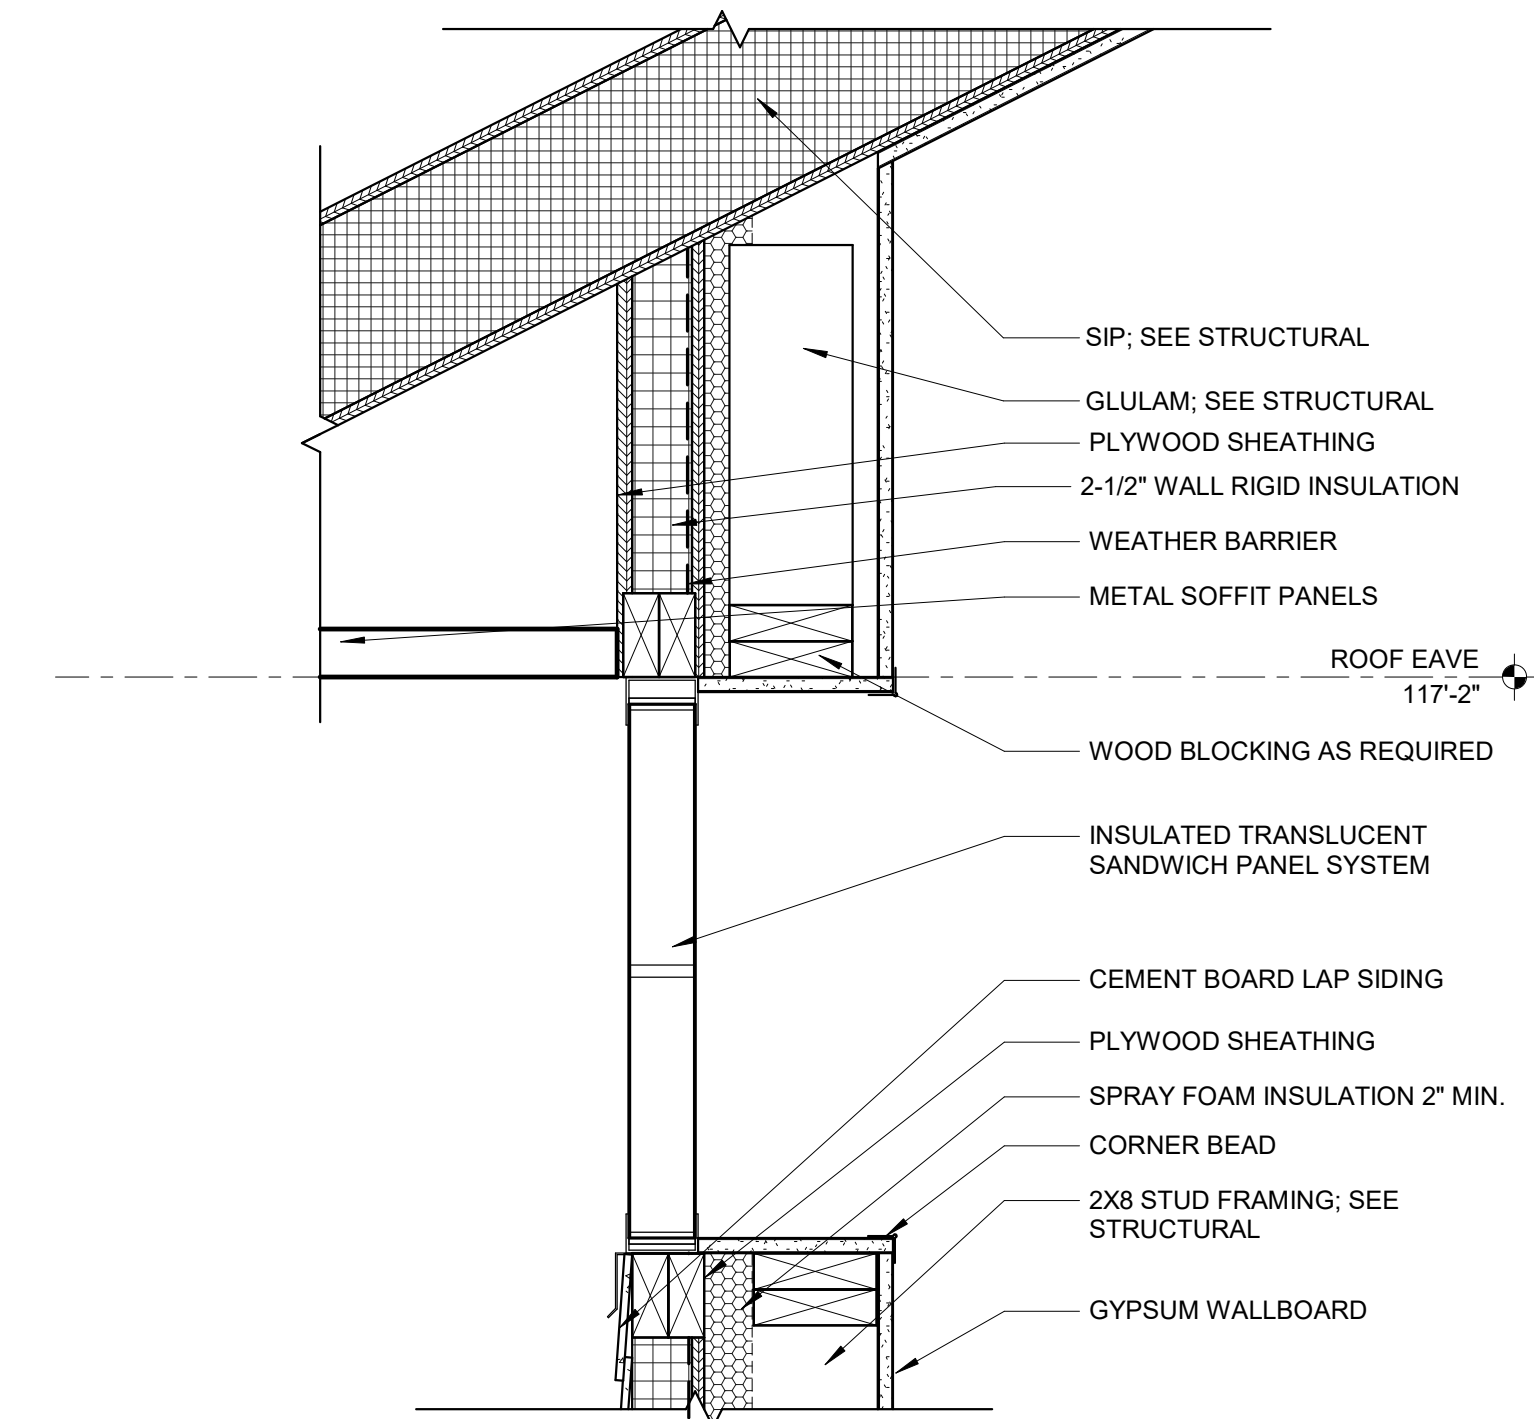 SIP; SEE STRUCTURAL
GLULAM; SEE STRUCTURAL
PLYWOOD SHEATHING
2-1/2" WALL RIGID INSULATION
WEATHER BARRIER
METAL SOFFIT PANELS
ROOF EAVE
117'-2"
WOOD BLOCKING AS REQUIRED
INSULATED TRANSLUCENT
SANDWICH PANEL SYSTEM
CEMENT BOARD LAP SIDING
PLYWOOD SHEATHING
SPRAY FOAM INSULATION 2" MIN.
CORNER BEAD
2X8 STUD FRAMING; SEE
STRUCTURAL
GYPSUM WALLBOARD